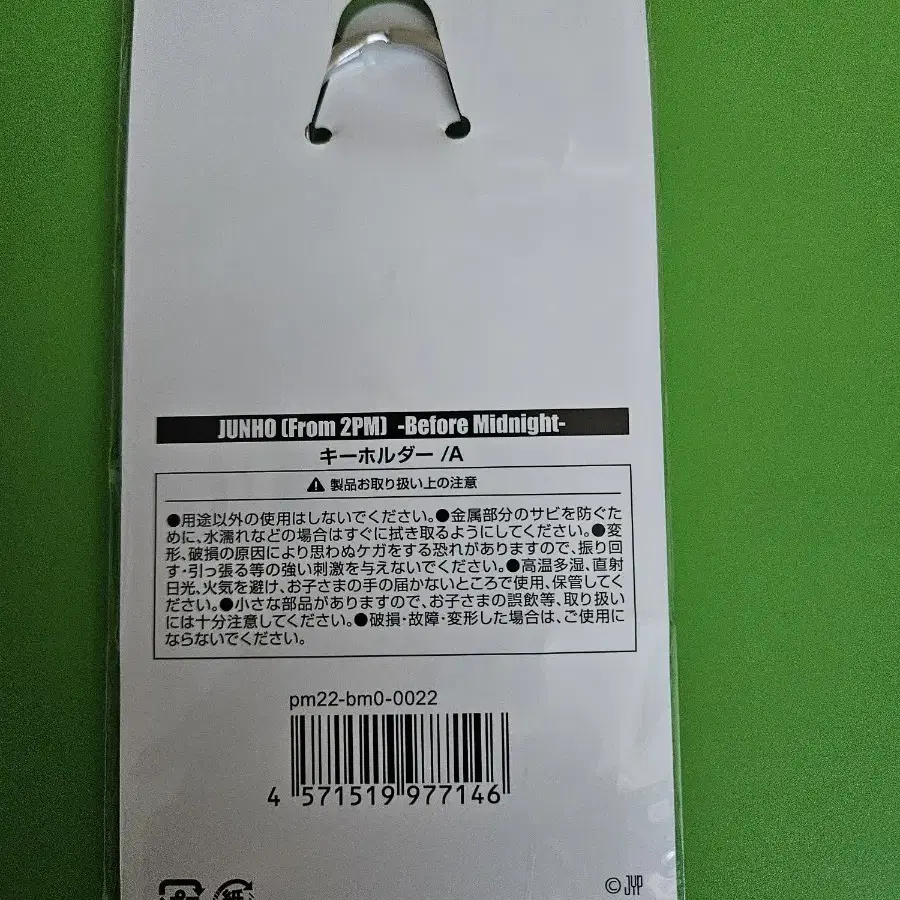 JUNHO (From 2PM) -Before Midnight-
キーホルダー /A
製品お取り扱い上の注意
●用途以外の使用はしないでください。●金属部分のサビを防ぐた
めに、水濡れなどの場合はすぐに拭き取るようにしてください。●変
形、破損の原因により思わぬケガをする恐れがありますので、振り回
す・引っ張る等の強い刺激を与えないでください。●高温多湿、直射
日光、火気を避け、お子さまの手の届かないところで使用、保管してく
ださい。●小さな部品がありますので、お子さまの誤飲等、取り扱い
には十分注意してください。●破損・故障・変形した場合は、ご使用に
ならないでください。
pm22-bm0-0022
4 571519 977146
© JYP